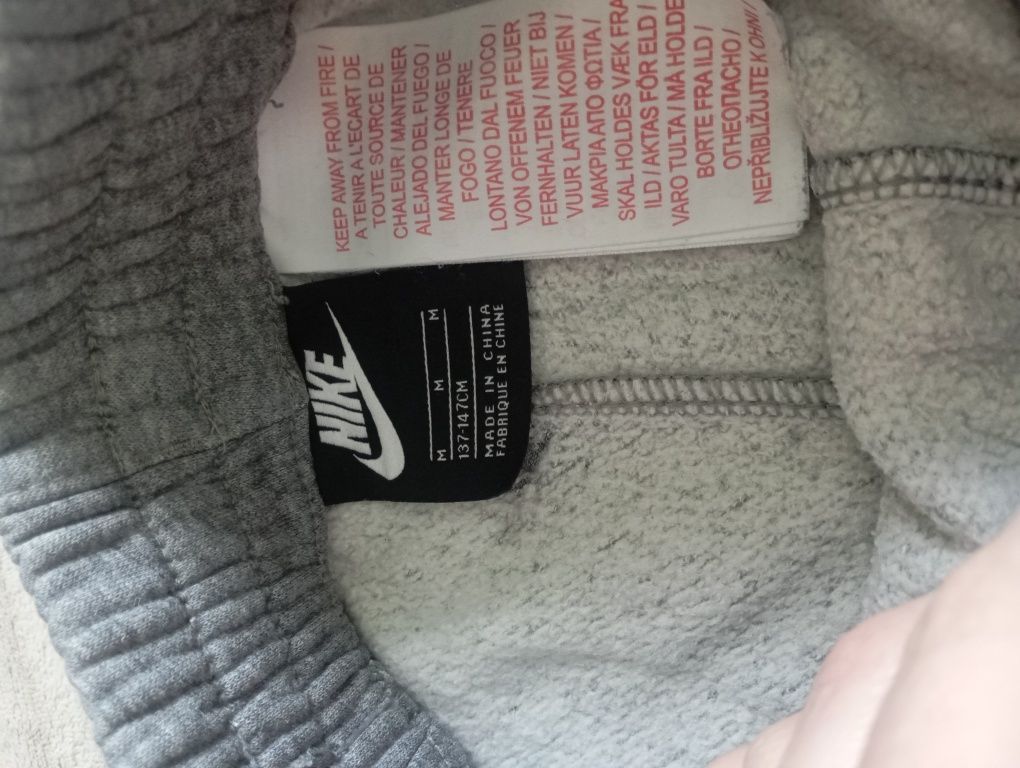 KEEP AWAY FROM FIRE /
A TENIR A L'ECART DE
TOUTE SOURCE DE
CHALEUR / MANTENER
ALEJADO DEL FUEGO /
MANTER LONGE DE
FOGO / TENERE
LONTANO DAL FUOCO /
VON OFFENEM FEUER
FERNHALTEN / NIET BIJ
VUUR LATEN KOMEN /
ΜΑΚΡΙΑ ΑΠΟ ΦΩΤΙΑ /
SKAL HOLDES VÆK FRA
ILD / AKTAS FÖR ELD /
VARO TULTA / MÅ HOLDE
BORTE FRA ILD /
ОГНЕОПАСНО /
NEPŘIBLIŽUJTE K OHNI /
NIKE
M M M
137-147CM
MADE IN CHINA
FABRIQUE EN CHINE